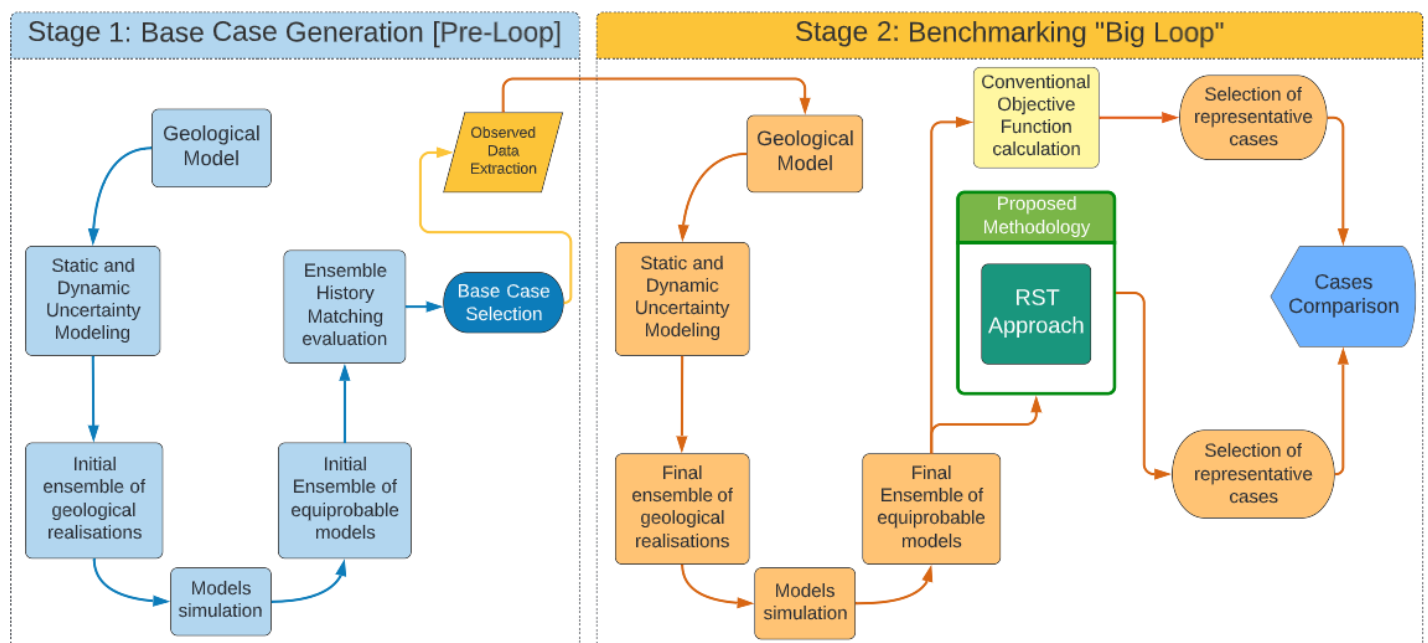 Stage 1: Base Case Generation [Pre-Loop]
Geological
Model
Static and
Dynamic
Uncertainty
Modeling
Initial
ensemble of
geological
realisations
Models
simulation
Initial
Ensemble of
equiprobable
models
Ensemble
History
Matching
evaluation
Base Case
Selection
Observed
Data
Extraction
Stage 2: Benchmarking "Big Loop"
Geological
Model
Static and
Dynamic
Uncertainty
Modeling
Final
ensemble of
geological
realisations
Models
simulation
Final
Ensemble of
equiprobable
models
Conventional
Objective
Function
calculation
Selection of
representative
cases
Proposed
Methodology
RST
Approach
Selection of
representative
cases
Cases
Comparison